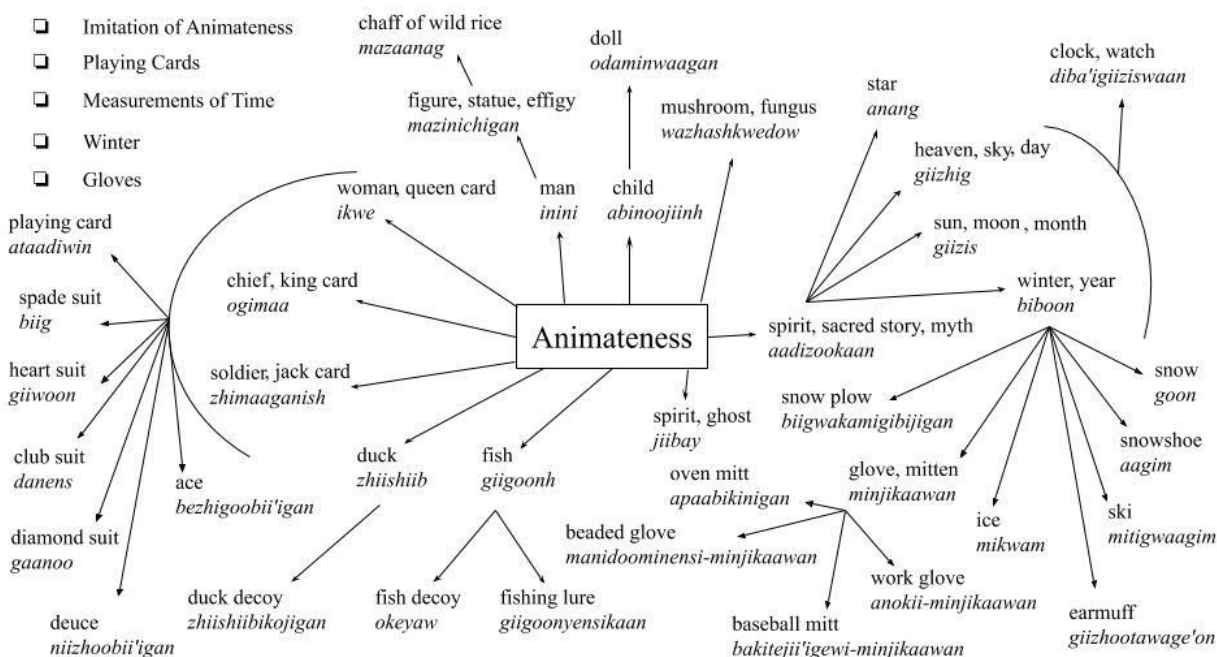 Imitation of Animateness
Playing Cards
Measurements of Time
Winter
Gloves
chaff of wild rice
mazaanag
figure, statue, effigy
mazinichigan
doll
odaminwaagan
mushroom, fungus
wazhashkwedow
star
anang
clock, watch
diba'igiiziswaan
heaven, sky, day
giizhig
woman, queen card
ikwe
man
inini
child
abinoojiinh
sun, moon, month
giizis
playing card
ataadiwin
chief, king card
ogimaa
winter, year
biboon
spade suit
biig
Animateness
spirit, sacred story, myth
aadizookaan
heart suit
giiwoon
soldier, jack card
zhimaaganish
spirit, ghost
jiibay
snow plow
biigwakamigibijigan
snow
goon
club suit
danens
ace
bezhigoobii'igan
duck
zhiishiib
fish
giigoonh
oven mitt
apaabikinigan
glove, mitten
minjikaawan
snowshoe
aagim
diamond suit
gaanoo
beaded glove
manidoominensi-minjikaawan
ice
mikwam
ski
mitigwaagim
deuce
niizhoobii'igan
duck decoy
zhiishiibikojigan
fish decoy
okeyaw
fishing lure
giigoonyensikaan
work glove
anokii-minjikaawan
baseball mitt
bakitejii'igewi-minjikaawan
earmuff
giizhootawage'on